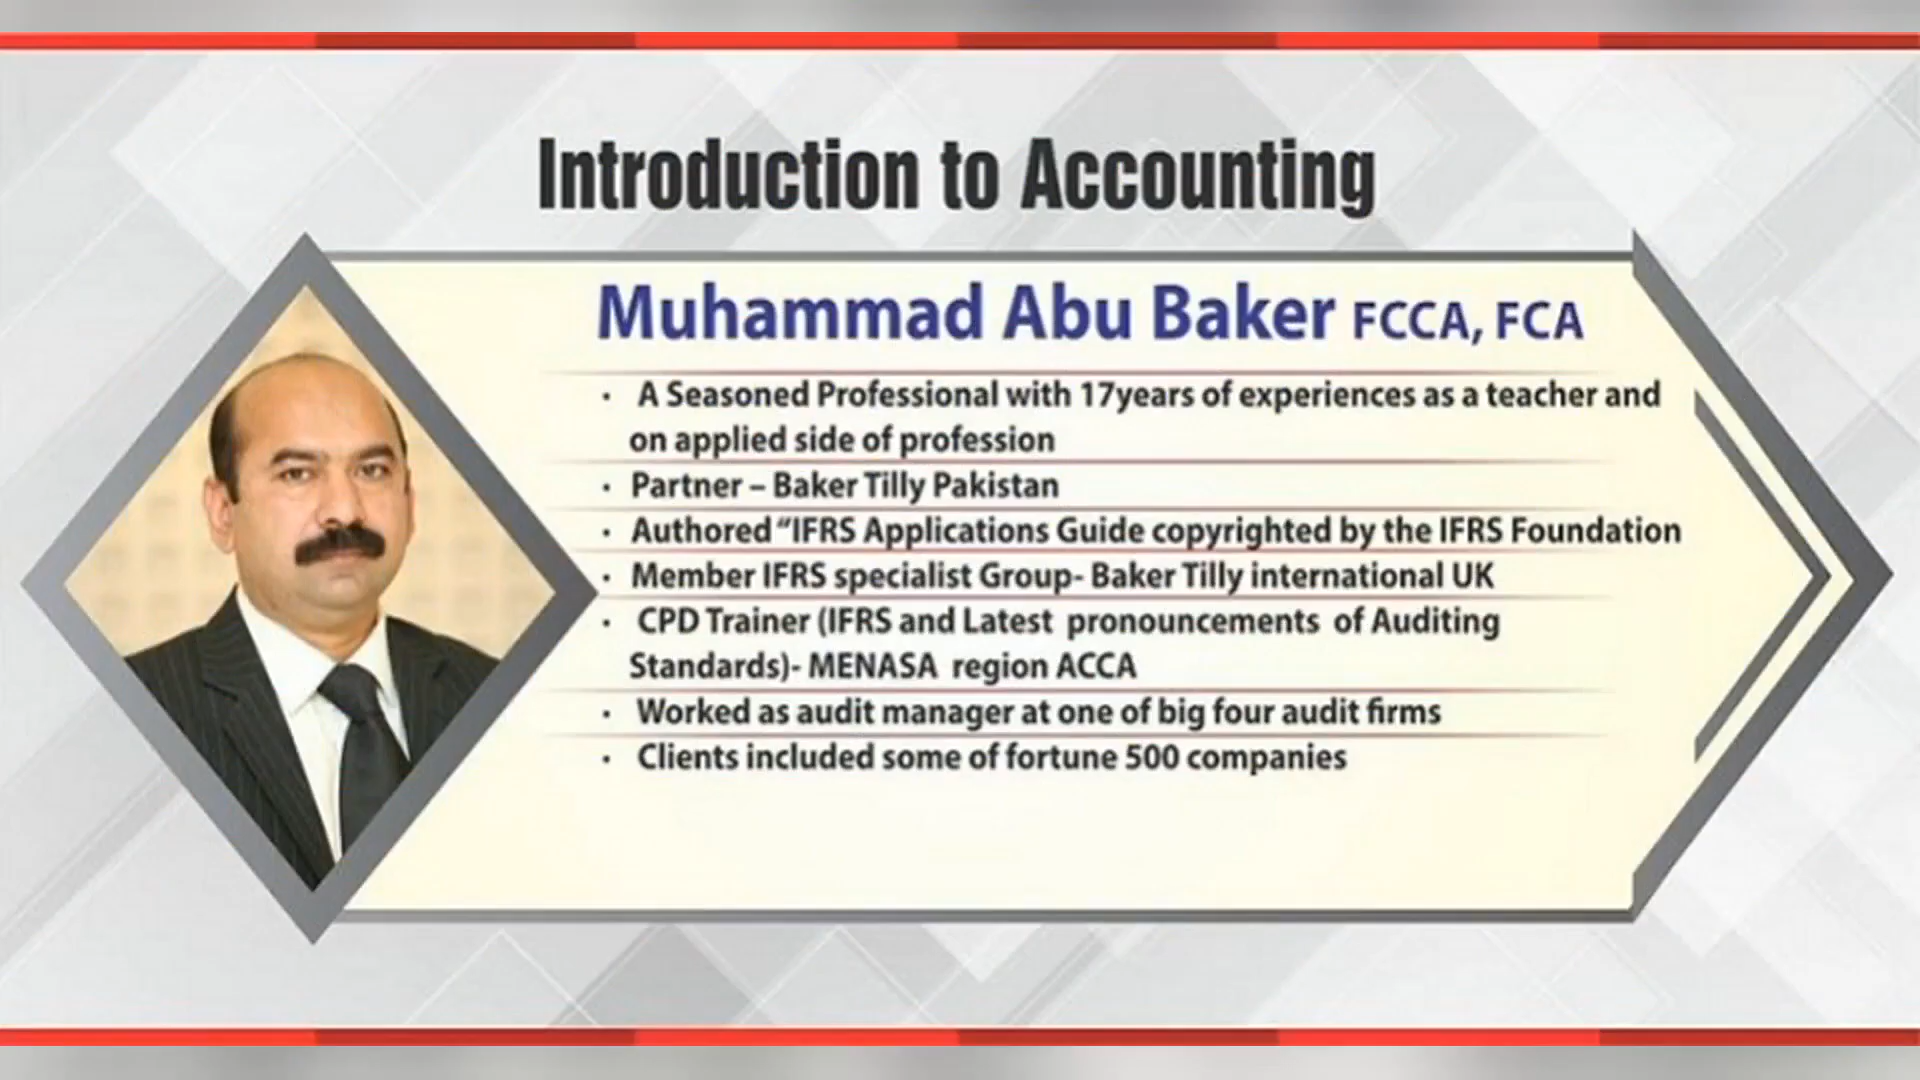 Introduction to Accounting
Muhammad Abu Baker FCCA, FCA
· A Seasoned Professional with 17years of experiences as a teacher and
on applied side of profession
· Partner – Baker Tilly Pakistan
· Authored “IFRS Applications Guide copyrighted by the IFRS Foundation
· Member IFRS specialist Group- Baker Tilly international UK
· CPD Trainer (IFRS and Latest pronouncements of Auditing
Standards)- MENASA region ACCA
· Worked as audit manager at one of big four audit firms
· Clients included some of fortune 500 companies